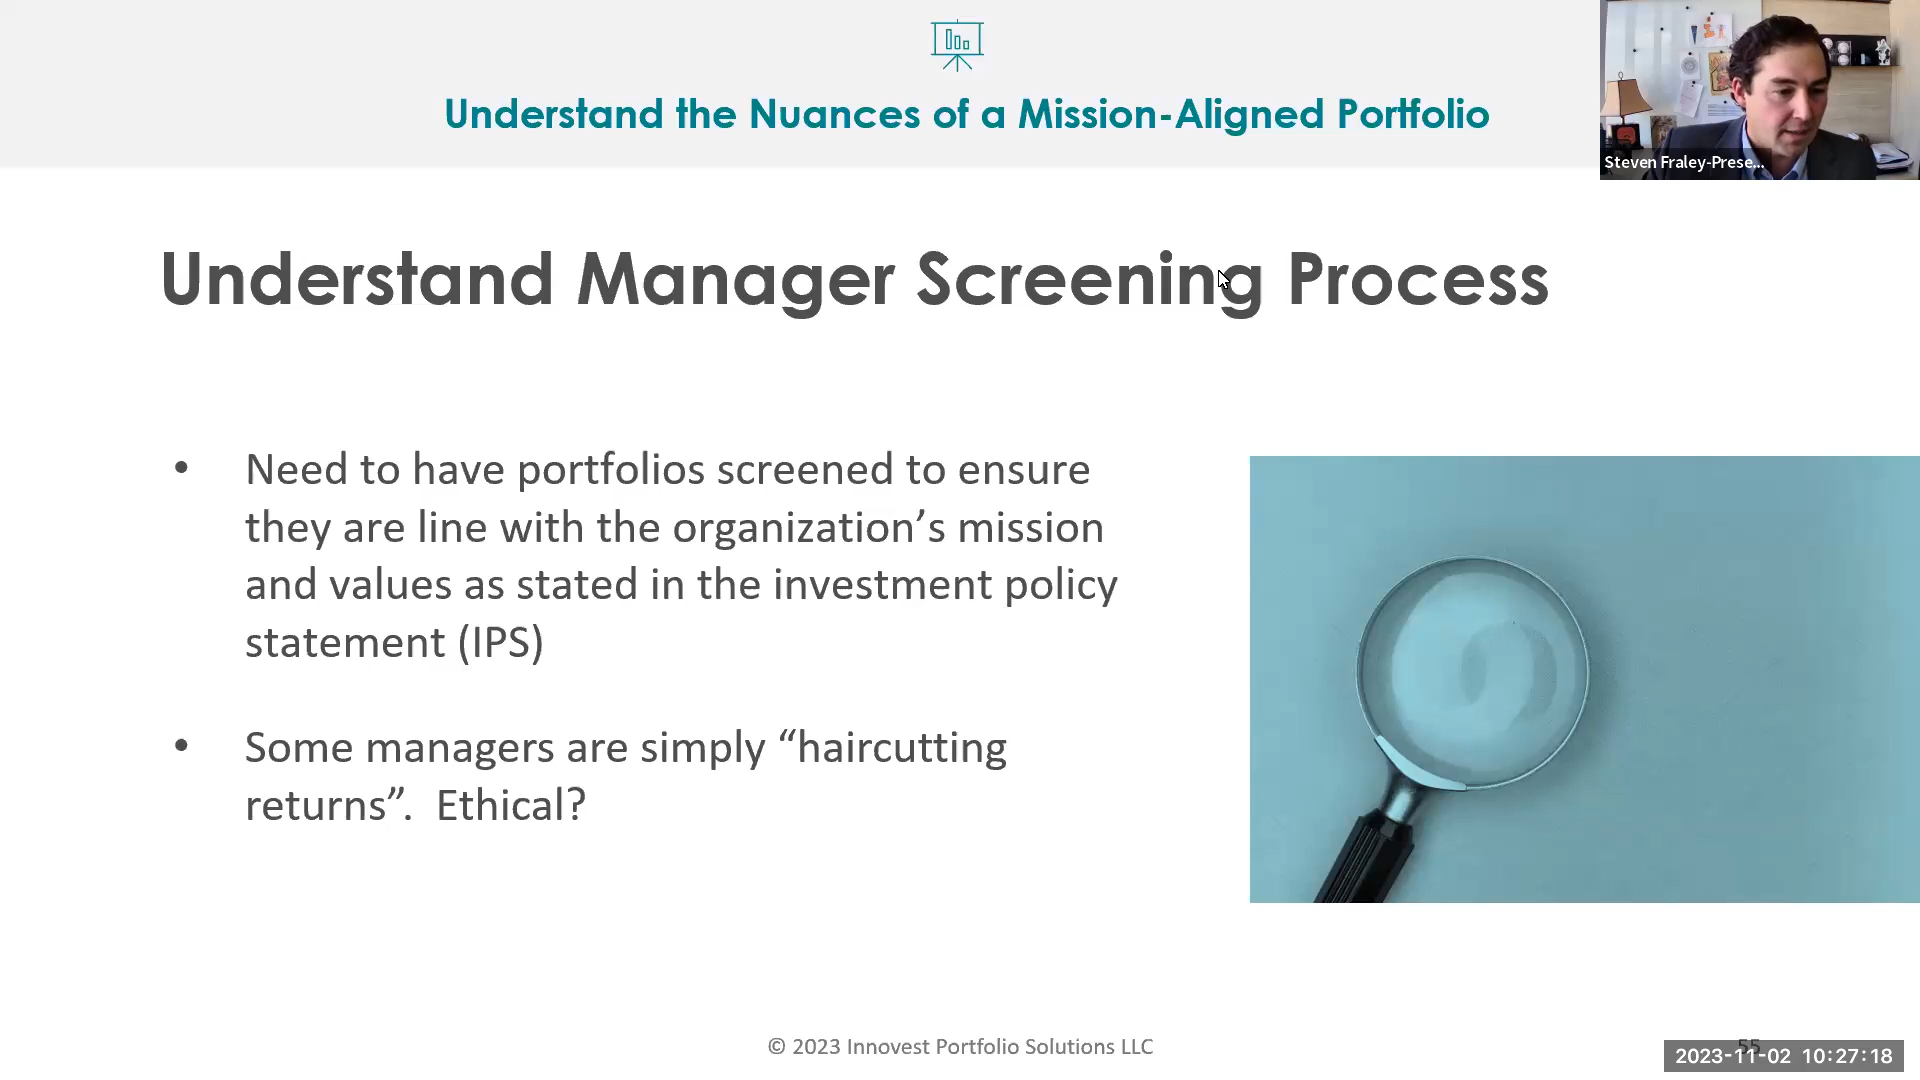 Understand the Nuances of a Mission-Aligned Portfolio
Steven Fraley-Prese...
Understand Manager Screening Process
• Need to have portfolios screened to ensure
they are line with the organization’s mission
and values as stated in the investment policy
statement (IPS)
• Some managers are simply “haircutting
returns”.  Ethical?
© 2023 Innovest Portfolio Solutions LLC
55
2023-11-02 10:27:18